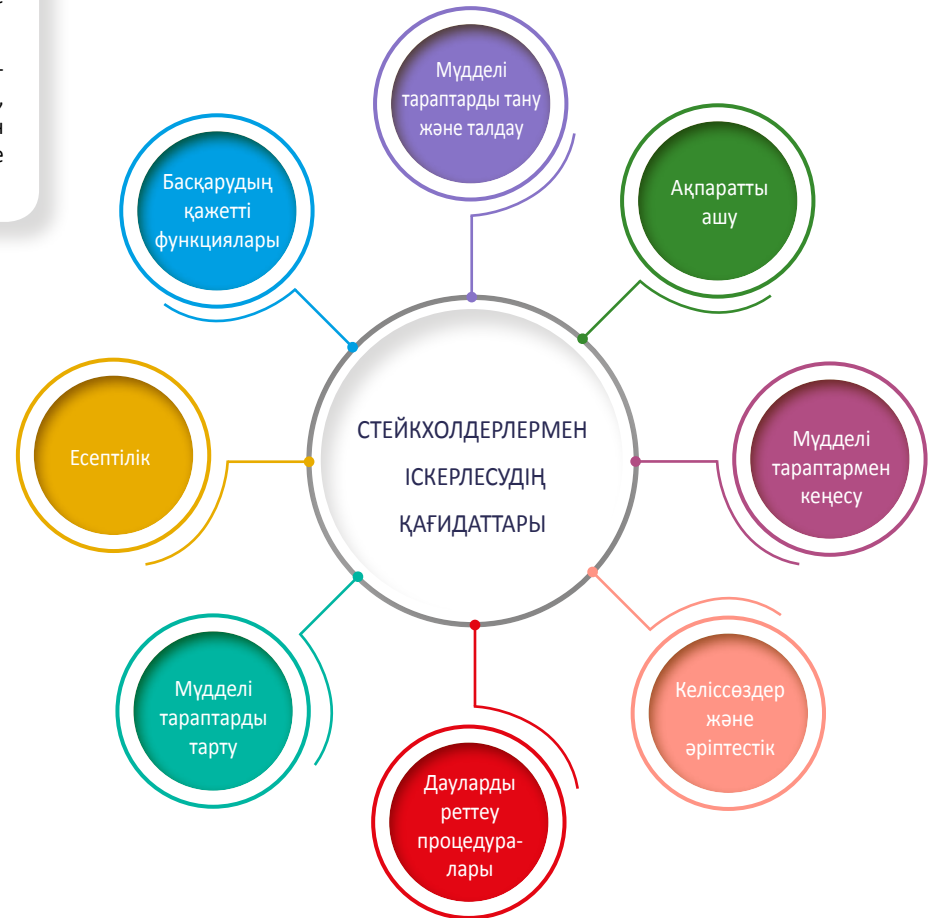 Мүдделі
тараптарды тану
және талдау
Ақпаратты
ашу
Мүдделі
тараптармен
кеңесу
Келіссөздер
және
әріптестік
Дауларды
реттеу
процедура-
лары
Мүдделі
тараптарды
тарту
Есептілік
Басқарудың
қажетті
функциялары
СТЕЙКХОЛДЕРЛЕРМЕН
ІСКЕРЛЕСУДІҢ
ҚАҒИДАТТАРЫ